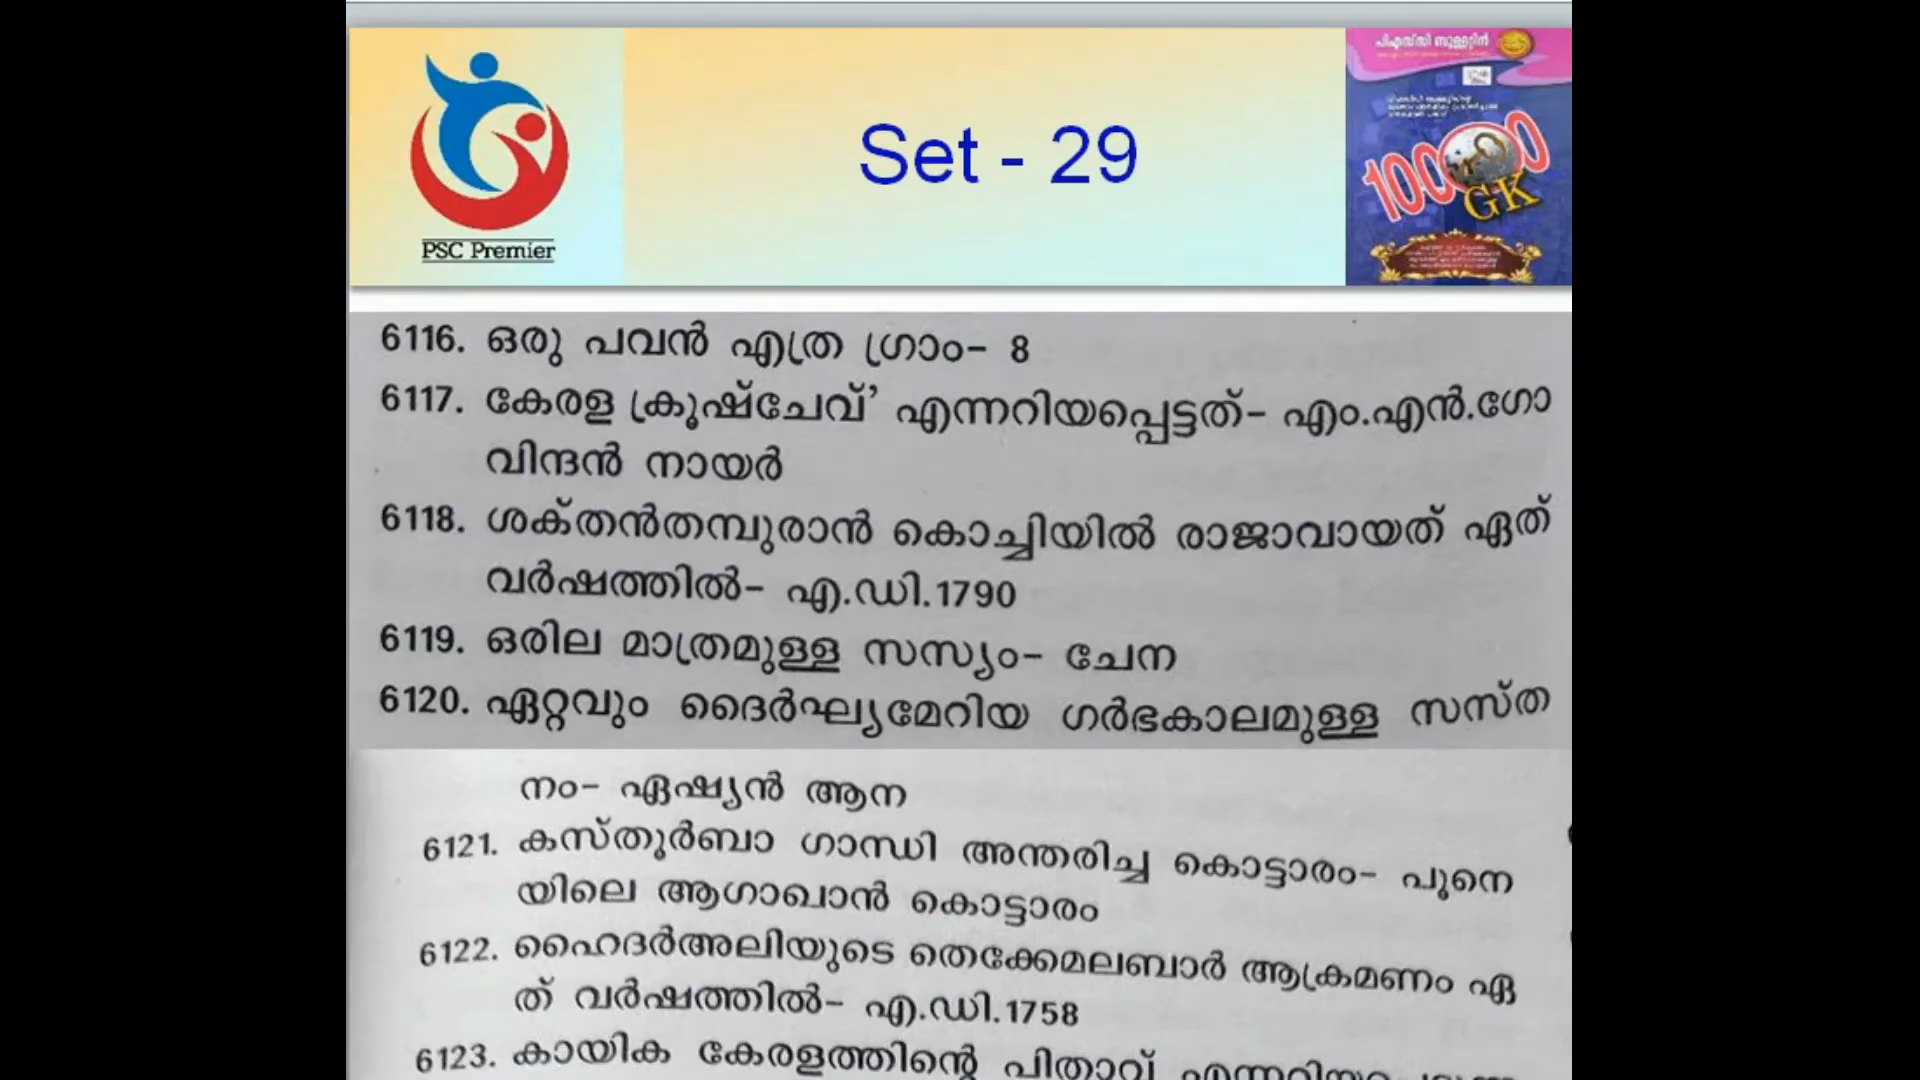 PSC Premier
Set - 29
പിഎസ്‌സി ബുള്ളറ്റിൻ
GK
6116. ഒരു പവൻ എത്ര ഗ്രാം- 8
6117. കേരള ക്രൂഷ്ചേവ്’ എന്നറിയപ്പെട്ടത്- എം.എൻ.ഗോ
വിന്ദൻ നായർ
6118. ശക്തൻതമ്പുരാൻ കൊച്ചിയിൽ രാജാവായത് ഏത്
വർഷത്തിൽ- എ.ഡി.1790
6119. ഒരില മാത്രമുള്ള സസ്യം- ചേന
6120. ഏറ്റവും ദൈർഘ്യമേറിയ ഗർഭകാലമുള്ള സസ്ത
നം- ഏഷ്യൻ ആന
6121. കസ്തൂർബാ ഗാന്ധി അന്തരിച്ച കൊട്ടാരം- പൂനെ
യിലെ ആഗാഖാൻ കൊട്ടാരം
6122. ഹൈദർഅലിയുടെ തെക്കേമലബാർ ആക്രമണം ഏ
ത് വർഷത്തിൽ- എ.ഡി.1758
6123. കായിക കേരളത്തിന്റെ പിതാവ്